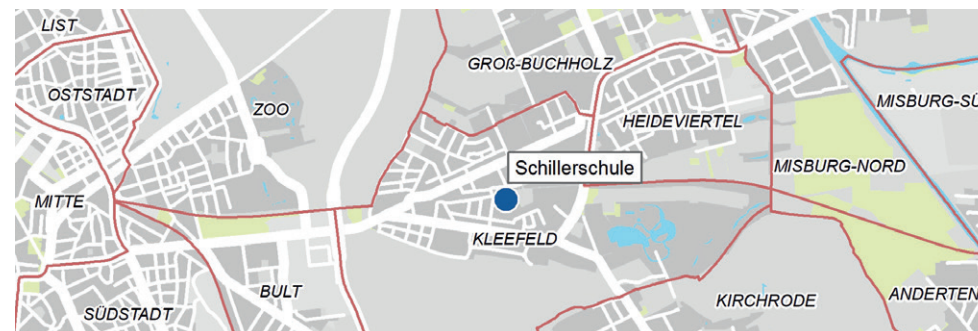 LIST
GROß-BUCHHOLZ
OSTSTADT
ZOO
MISBURG-SÜ
HEIDEVIERTEL
Schillerschule
MISBURG-NORD
MITTE
KLEEFELD
BULT
KIRCHRODE
ANDERTEN
SÜDSTADT